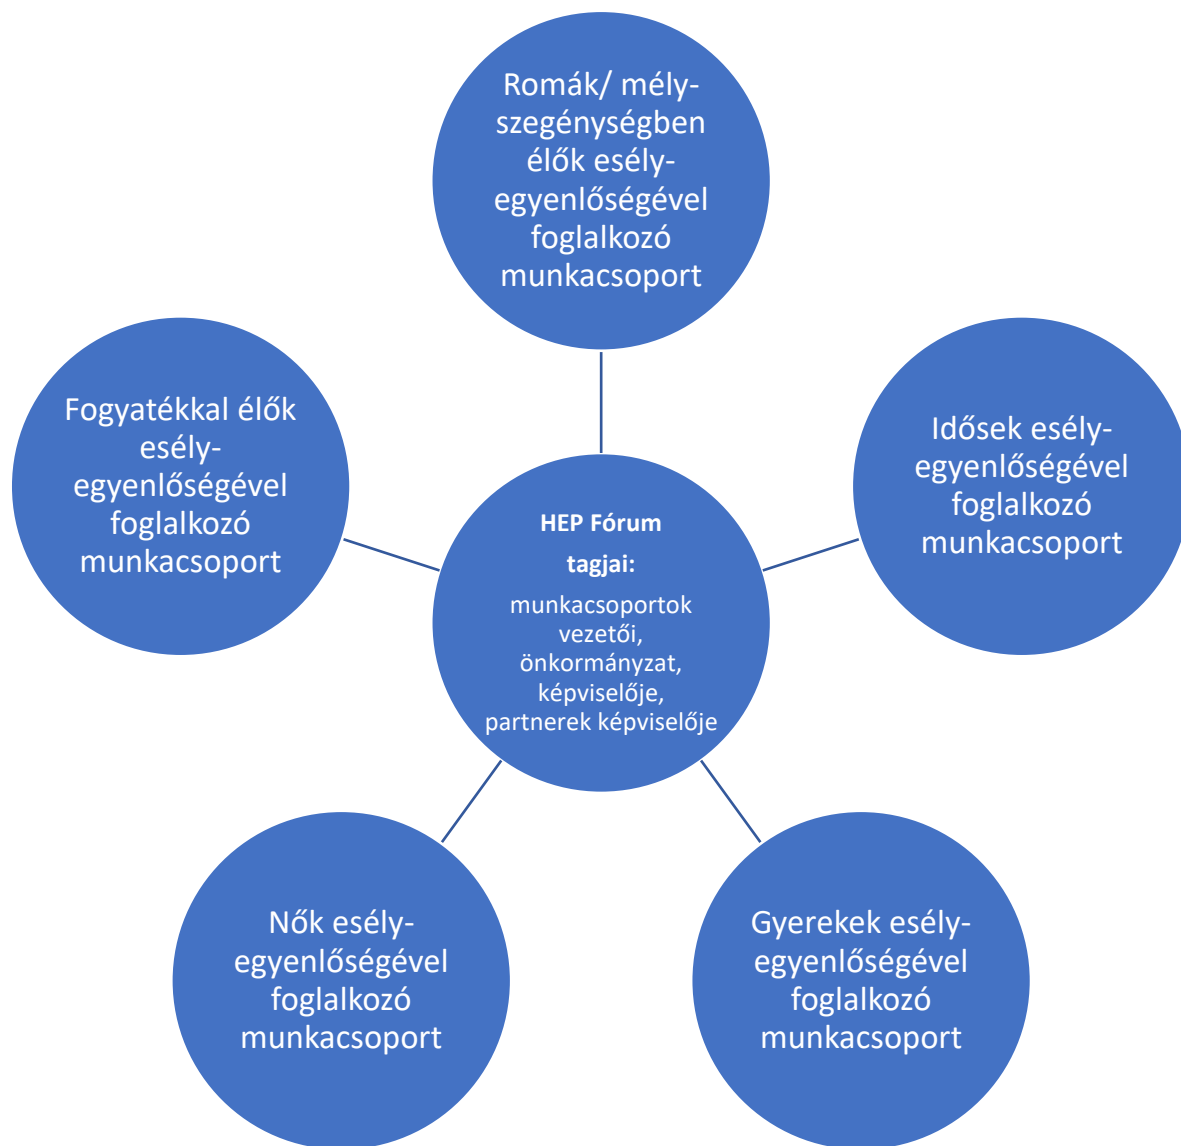 Romák/ mély-
szegénységben
élők esély-
egyenlőségével
foglalkozó
munkacsoport
Fogyatékkal élők
esély-
egyenlőségével
foglalkozó
munkacsoport
Idősek esély-
egyenlőségével
foglalkozó
munkacsoport
HEP Fórum
tagjai:
munkacsoportok
vezetői,
önkormányzat,
képviselője,
partnerek képviselője
Nők esély-
egyenlőségével
foglalkozó
munkacsoport
Gyerekek esély-
egyenlőségével
foglalkozó
munkacsoport